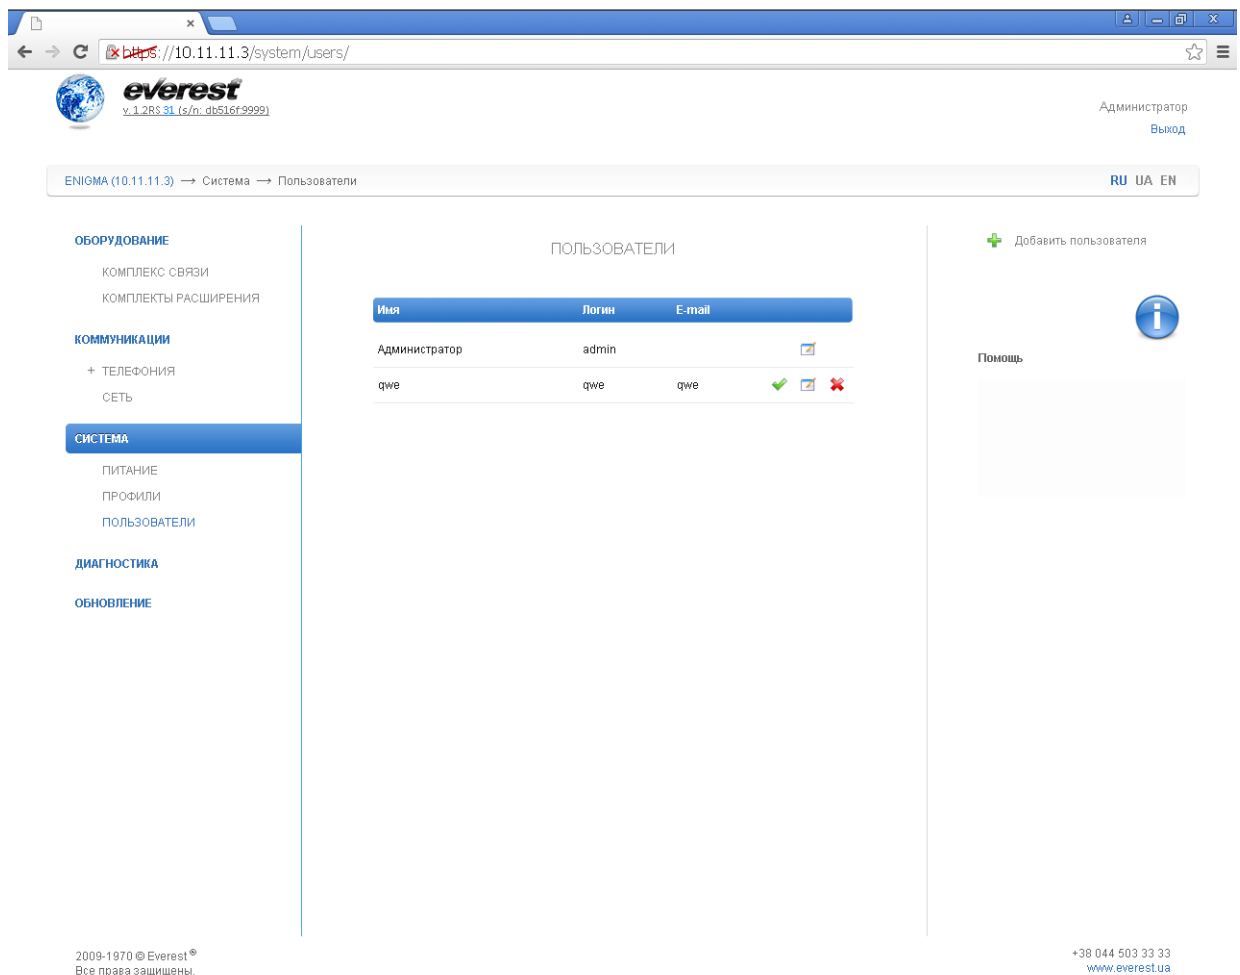 https://10.11.11.3/system/users/
everest
v. 1.2RS 31 (s/n: db516f:9999)
Администратор
Выход
ENIGMA (10.11.11.3) → Система → Пользователи
RU UA EN
ОБОРУДОВАНИЕ
КОМПЛЕКС СВЯЗИ
КОМПЛЕКТЫ РАСШИРЕНИЯ
КОММУНИКАЦИИ
+ ТЕЛЕФОНИЯ
СЕТЬ
СИСТЕМА
ПИТАНИЕ
ПРОФИЛИ
ПОЛЬЗОВАТЕЛИ
ДИАГНОСТИКА
ОБНОВЛЕНИЕ
ПОЛЬЗОВАТЕЛИ
Имя Логин E-mail
Администратор admin
qwe qwe qwe
Добавить пользователя
Помощь
2009-1970 © Everest ®
Все права защищены.
+38 044 503 33 33
www.everest.ua